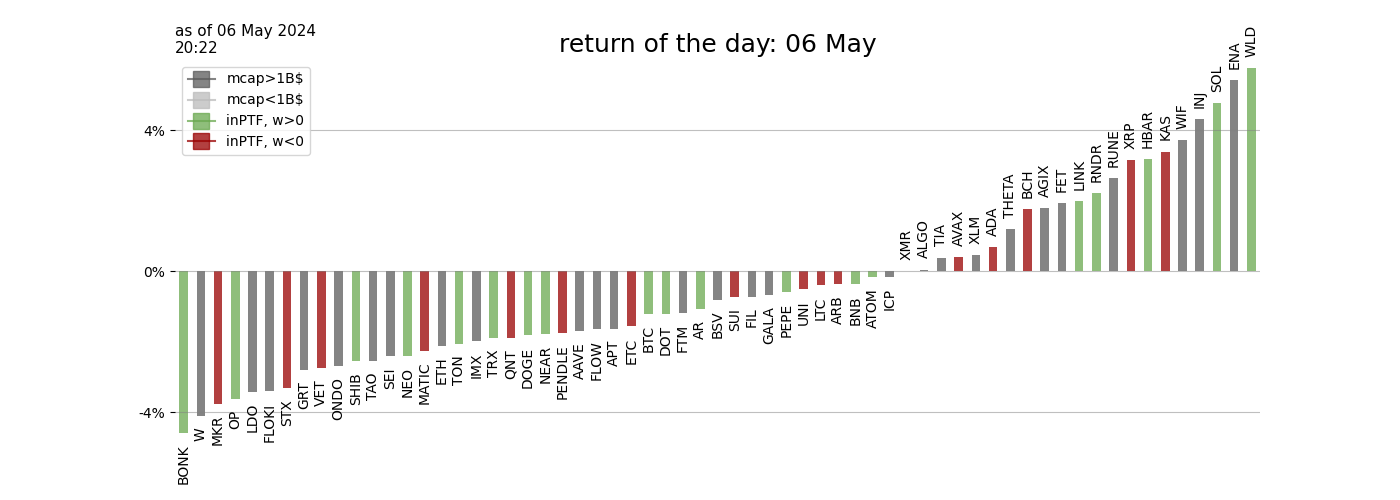 as of 06 May 2024
20:22
return of the day: 06 May
mcap>1B$
mcap<1B$
inPTF, w>0
inPTF, w<0
4%
0%
-4%
BONK
W
MKR
OP
LDO
FLOKI
STX
GRT
VET
ONDO
SHIB
TAO
SEI
NEO
MATIC
ETH
TON
IMX
TRX
QNT
DOGE
NEAR
PENDLE
AAVE
FLOW
APT
ETC
BTC
DOT
FTM
AR
BSV
SUI
FIL
GALA
PEPE
UNI
LTC
ARB
BNB
ATOM
ICP
XMR
ALGO
TIA
AVAX
XLM
ADA
THETA
BCH
AGIX
FET
LINK
RNDR
RUNE
XRP
HBAR
KAS
WIF
INJ
SOL
ENA
WLD